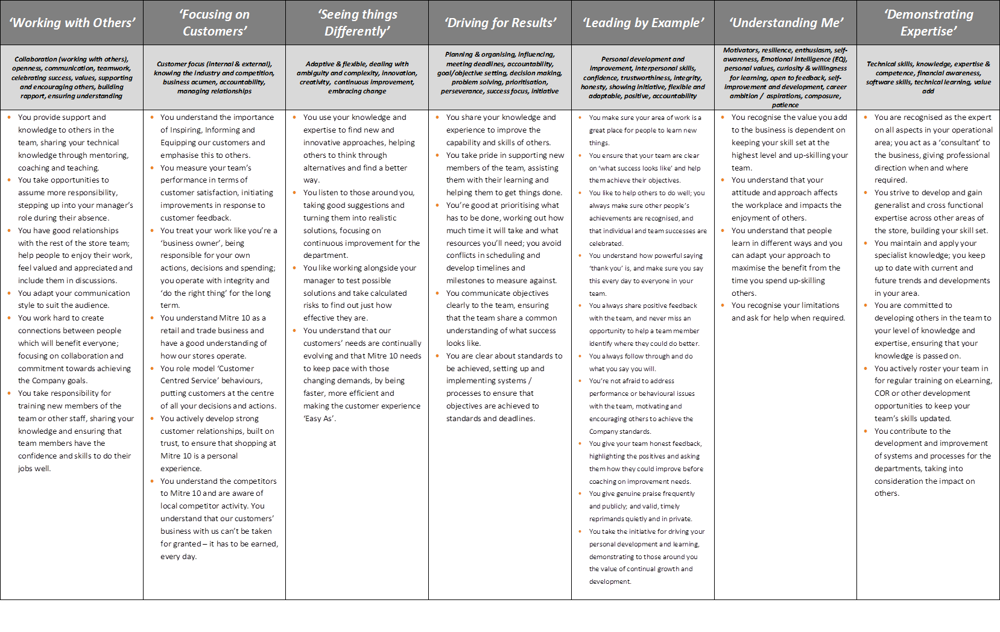 ‘Working with Others’
‘Focusing on
Customers’
‘Seeing things
Differently’
‘Driving for Results’
‘Leading by Example’
‘Understanding Me’
‘Demonstrating
Expertise’
Collaboration (working with others),
openness, communication, teamwork,
celebrating success, values, supporting
and encouraging others, building
rapport, ensuring understanding
Customer focus (internal & external),
knowing the industry and competition,
business acumen, accountability,
managing relationships
Adaptive & flexible, dealing with
ambiguity and complexity, innovation,
creativity, continuous improvement,
embracing change
Planning & organising, influencing,
meeting deadlines, accountability,
goal/objective setting, decision making,
problem solving, prioritisation,
perseverance, success focus, initiative
Personal development and
improvement, interpersonal skills,
confidence, trustworthiness, integrity,
honesty, showing initiative, flexible and
adaptable, positive, accountability
Motivators, resilience, enthusiasm, self-
awareness, Emotional Intelligence (EQ),
personal values, curiosity & willingness
for learning, open to feedback, self-
improvement and development, career
ambition / aspirations, composure,
patience
Technical skills, knowledge, expertise &
competence, financial awareness,
software skills, technical learning, value
add
• You provide support and
knowledge to others in the
team, sharing your technical
knowledge through mentoring,
coaching and teaching.
• You take opportunities to
assume more responsibility,
stepping up into your manager’s
role during their absence.
• You have good relationships
with the rest of the store team;
help people to enjoy their work,
feel valued and appreciated and
include them in discussions.
• You adapt your communication
style to suit the audience.
• You work hard to create
connections between people
which will benefit everyone;
focusing on collaboration and
commitment towards achieving
the Company goals.
• You take responsibility for
training new members of the
team or other staff, sharing your
knowledge and ensuring that
team members have the
confidence and skills to do their
jobs well.
• You understand the importance
of Inspiring, Informing and
Equipping our customers and
emphasise this to others.
• You measure your team’s
performance in terms of
customer satisfaction, initiating
improvements in response to
customer feedback.
• You treat your work like you’re a
‘business owner’, being
responsible for your own
actions, decisions and spending;
you operate with integrity and
‘do the right thing’ for the long
term.
• You understand Mitre 10 as a
retail and trade business and
have a good understanding of
how our stores operate.
• You role model ‘Customer
Centred Service’ behaviours,
putting customers at the centre
of all your decisions and actions.
• You actively develop strong
customer relationships, built on
trust, to ensure that shopping at
Mitre 10 is a personal
experience.
• You understand the competitors
to Mitre 10 and are aware of
local competitor activity. You
understand that our customers’
business with us can’t be taken
for granted – it has to be earned,
every day.
• You use your knowledge and
expertise to find new and
innovative approaches, helping
others to think through
alternatives and find a better
way.
• You listen to those around you,
taking good suggestions and
turning them into realistic
solutions, focusing on
continuous improvement for the
department.
• You like working alongside your
manager to test possible
solutions and take calculated
risks to find out just how
effective they are.
• You understand that our
customers’ needs are continually
evolving and that Mitre 10 needs
to keep pace with those
changing demands, by being
faster, more efficient and
making the customer experience
‘Easy As’.
• You share your knowledge and
experience to improve the
capability and skills of others.
• You take pride in supporting new
members of the team, assisting
them with their learning and
helping them to get things done.
• You’re good at prioritising what
has to be done, working out how
much time it will take and what
resources you’ll need; you avoid
conflicts in scheduling and
develop timelines and
milestones to measure against.
• You communicate objectives
clearly to the team, ensuring
that the team share a common
understanding of what success
looks like.
• You are clear about standards to
be achieved, setting up and
implementing systems /
processes to ensure that
objectives are achieved to
standards and deadlines.
• You make sure your area of work is a
great place for people to learn new
things.
• You ensure that your team are clear
on ‘what success looks like’ and help
them achieve their objectives.
• You like to help others to do well; you
always make sure other people’s
achievements are recognised, and
that individual and team successes are
celebrated.
• You understand how powerful saying
‘thank you’ is, and make sure you say
this every day to everyone in your
team.
• You always share positive feedback
with the team, and never miss an
opportunity to help a team member
identify where they could do better.
• You always follow through and do
what you say you will.
• You’re not afraid to address
performance or behavioural issues
with the team, motivating and
encouraging others to achieve the
Company standards.
• You give your team honest feedback,
highlighting the positives and asking
them how they could improve before
coaching on improvement needs.
• You give genuine praise frequently
and publicly; and valid, timely
reprimands quietly and in private.
• You take the initiative for driving your
personal development and learning,
demonstrating to those around you
the value of continual growth and
development.
• You recognise the value you add
to the business is dependent on
keeping your skill set at the
highest level and up-skilling your
team.
• You understand that your
attitude and approach affects
the workplace and impacts the
enjoyment of others.
• You understand that people
learn in different ways and you
can adapt your approach to
maximise the benefit from the
time you spend up-skilling
others.
• You recognise your limitations
and ask for help when required.
• You are recognised as the expert
on all aspects in your operational
area; you act as a ‘consultant’ to
the business, giving professional
direction when and where
required.
• You strive to develop and gain
generalist and cross functional
expertise across other areas of
the store, building your skill set.
• You maintain and apply your
specialist knowledge; you keep
up to date with current and
future trends and developments
in your area.
• You are committed to
developing others in the team to
your level of knowledge and
expertise, ensuring that your
knowledge is passed on.
• You actively roster your team in
for regular training on eLearning,
COR or other development
opportunities to keep your
team’s skills updated.
• You contribute to the
development and improvement
of systems and processes for the
departments, taking into
consideration the impact on
others.